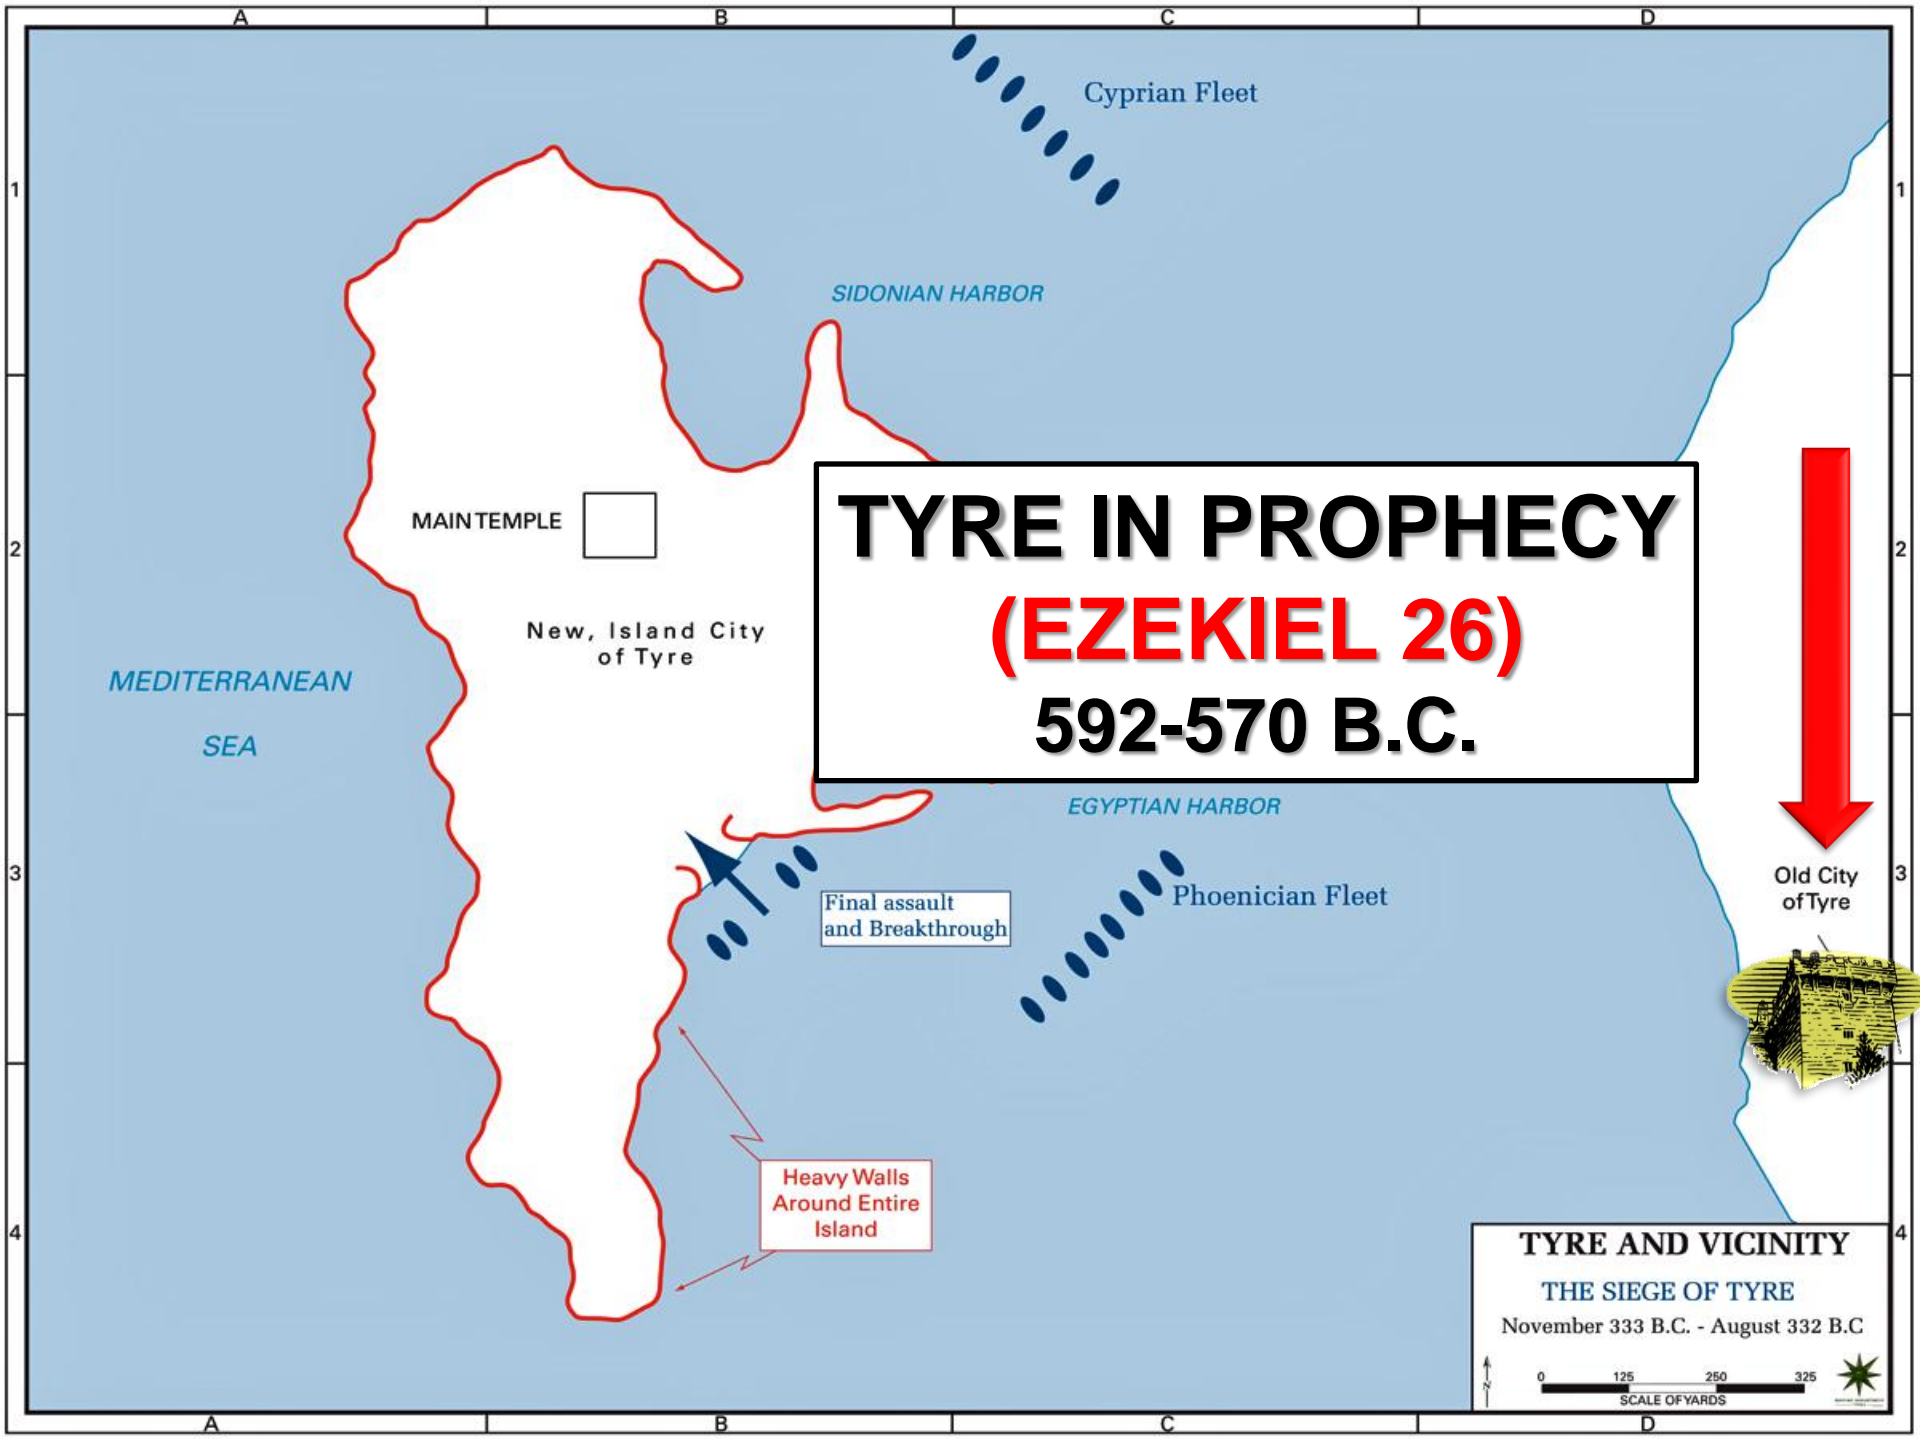 A B C D
Cyprian Fleet
1 1
SIDONIAN HARBOR
MAIN TEMPLE
2 2
TYRE IN PROPHECY
(EZEKIEL 26)
592-570 B.C.
New, Island City
of Tyre
MEDITERRANEAN
SEA
EGYPTIAN HARBOR
3 3
Old City
of Tyre
Phoenician Fleet
Final assault
and Breakthrough
Heavy Walls
Around Entire
Island
4 4
TYRE AND VICINITY
THE SIEGE OF TYRE
November 333 B.C. - August 332 B.C
N
0 125 250 325
SCALE OF YARDS
A B C D